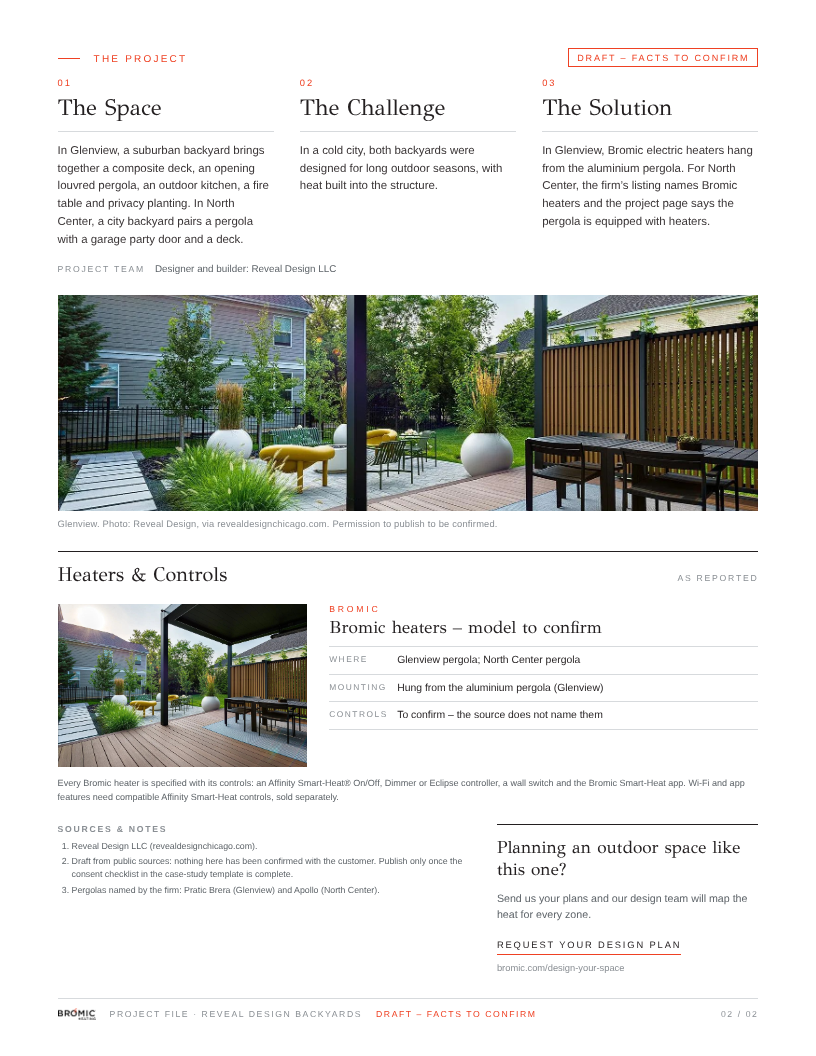 THE PROJECT
DRAFT – FACTS TO CONFIRM
01
The Space
In Glenview, a suburban backyard brings
together a composite deck, an opening
louvred pergola, an outdoor kitchen, a fire
table and privacy planting. In North
Center, a city backyard pairs a pergola
with a garage party door and a deck.
02
The Challenge
In a cold city, both backyards were
designed for long outdoor seasons, with
heat built into the structure.
03
The Solution
In Glenview, Bromic electric heaters hang
from the aluminium pergola. For North
Center, the firm's listing names Bromic
heaters and the project page says the
pergola is equipped with heaters.
PROJECT TEAM Designer and builder: Reveal Design LLC
Glenview. Photo: Reveal Design, via revealdesignchicago.com. Permission to publish to be confirmed.
Heaters & Controls
AS REPORTED
BROMIC
Bromic heaters – model to confirm
WHERE Glenview pergola; North Center pergola
MOUNTING Hung from the aluminium pergola (Glenview)
CONTROLS To confirm – the source does not name them
Every Bromic heater is specified with its controls: an Affinity Smart-Heat® On/Off, Dimmer or Eclipse controller, a wall switch and the Bromic Smart-Heat app. Wi-Fi and app
features need compatible Affinity Smart-Heat controls, sold separately.
SOURCES & NOTES
1. Reveal Design LLC (revealdesignchicago.com).
2. Draft from public sources: nothing here has been confirmed with the customer. Publish only once the
consent checklist in the case-study template is complete.
3. Pergolas named by the firm: Pratic Brera (Glenview) and Apollo (North Center).
Planning an outdoor space like
this one?
Send us your plans and our design team will map the
heat for every zone.
REQUEST YOUR DESIGN PLAN
bromic.com/design-your-space
BROMIC
HEATING
PROJECT FILE · REVEAL DESIGN BACKYARDS DRAFT – FACTS TO CONFIRM
02 / 02